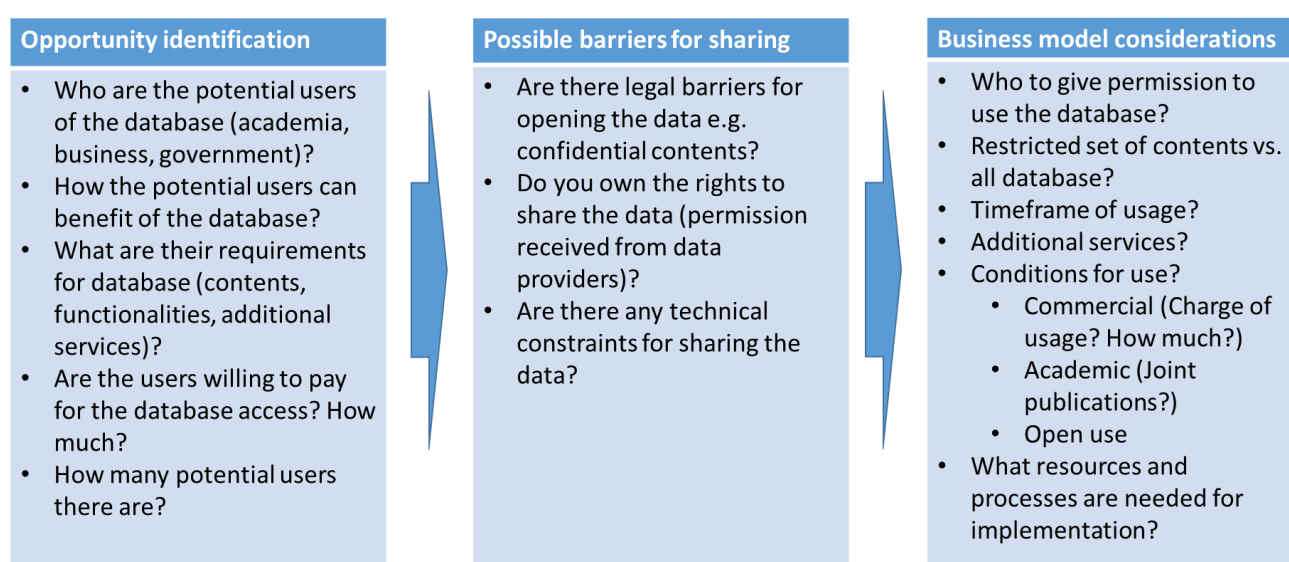 Opportunity identification
• Who are the potential users
of the database (academia,
business, government)?
• How the potential users can
benefit of the database?
• What are their requirements
for database (contents,
functionalities, additional
services)?
• Are the users willing to pay
for the database access? How
much?
• How many potential users
there are?
Possible barriers for sharing
• Are there legal barriers for
opening the data e.g.
confidential contents?
• Do you own the rights to
share the data (permission
received from data
providers)?
• Are there any technical
constraints for sharing the
data?
Business model considerations
• Who to give permission to
use the database?
• Restricted set of contents vs.
all database?
• Timeframe of usage?
• Additional services?
• Conditions for use?
• Commercial (Charge of
usage? How much?)
• Academic (Joint
publications?)
• Open use
• What resources and
processes are needed for
implementation?